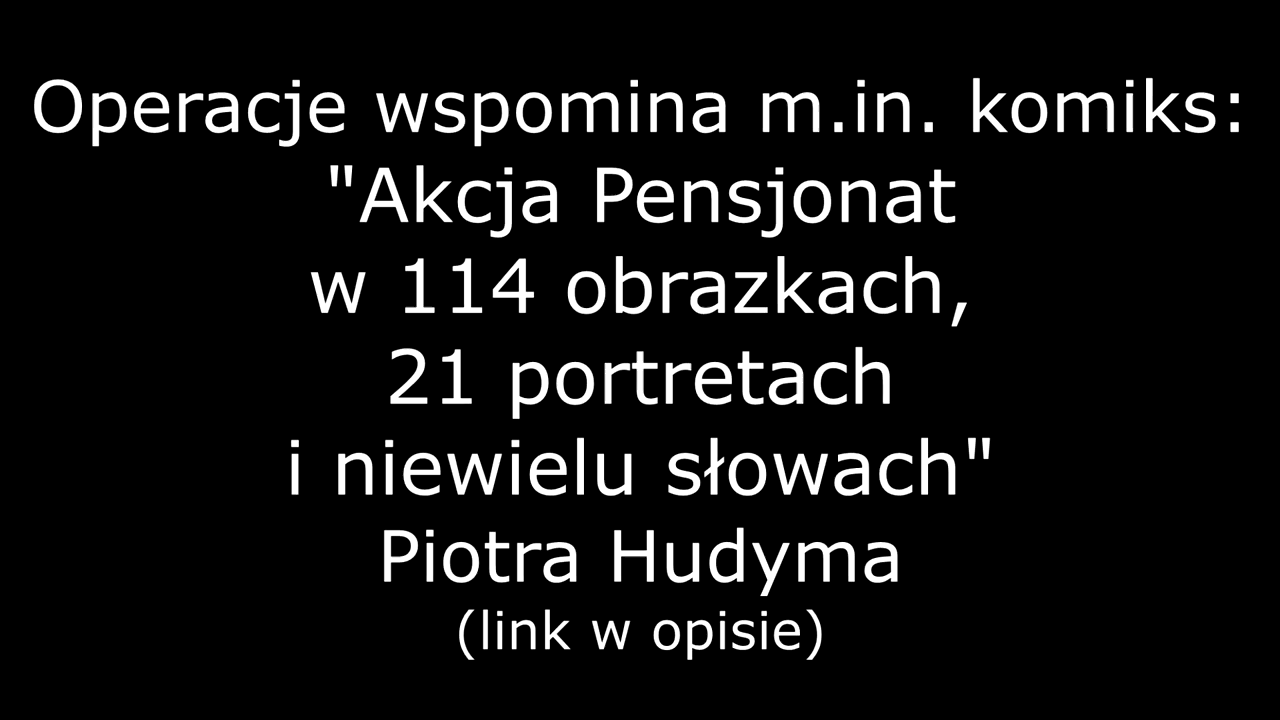 Operacje wspomina m.in. komiks:
"Akcja Pensjonat
w 114 obrazkach,
21 portretach
i niewielu słowach"
Piotra Hudyma
(link w opisie)